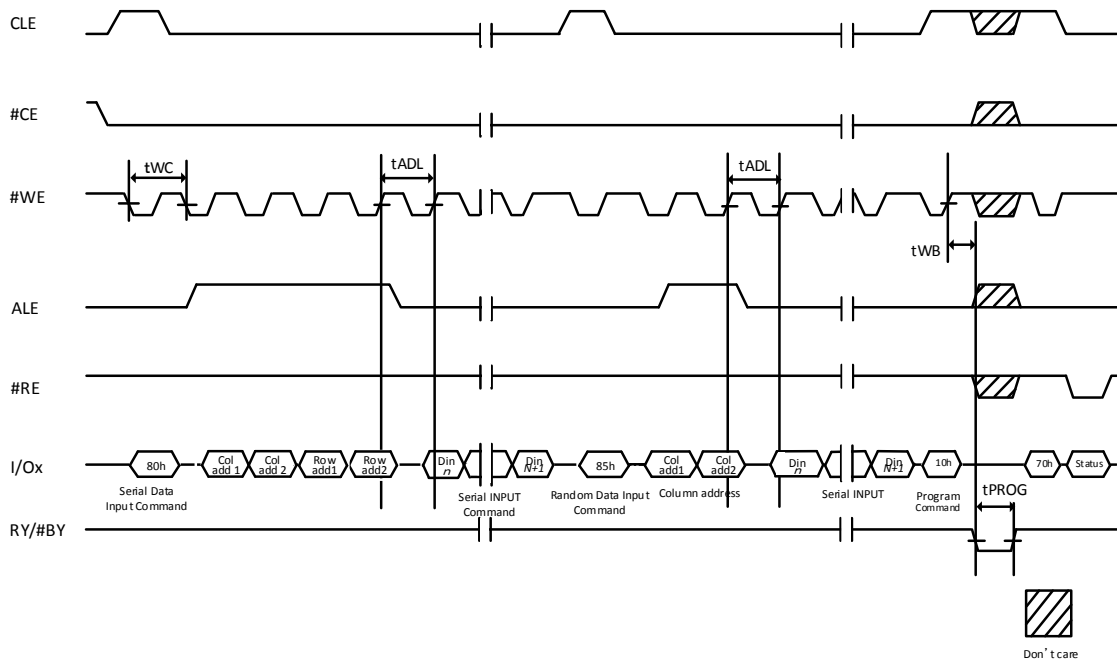 CLE
#CE
tWC
tADL
tADL
#WE
tWB
ALE
#RE
I/Ox
80h
Col add 1
Col add 2
Row add1
Row add2
Din n
Din N+1
85h
Col add1
Col add2
Din n
Din N+1
10h
70h
Status
Serial Data
Input Command
Serial INPUT
Command
Random Data Input
Command
Column address
Serial INPUT
Program
Command
tPROG
RY/#BY
Don't care